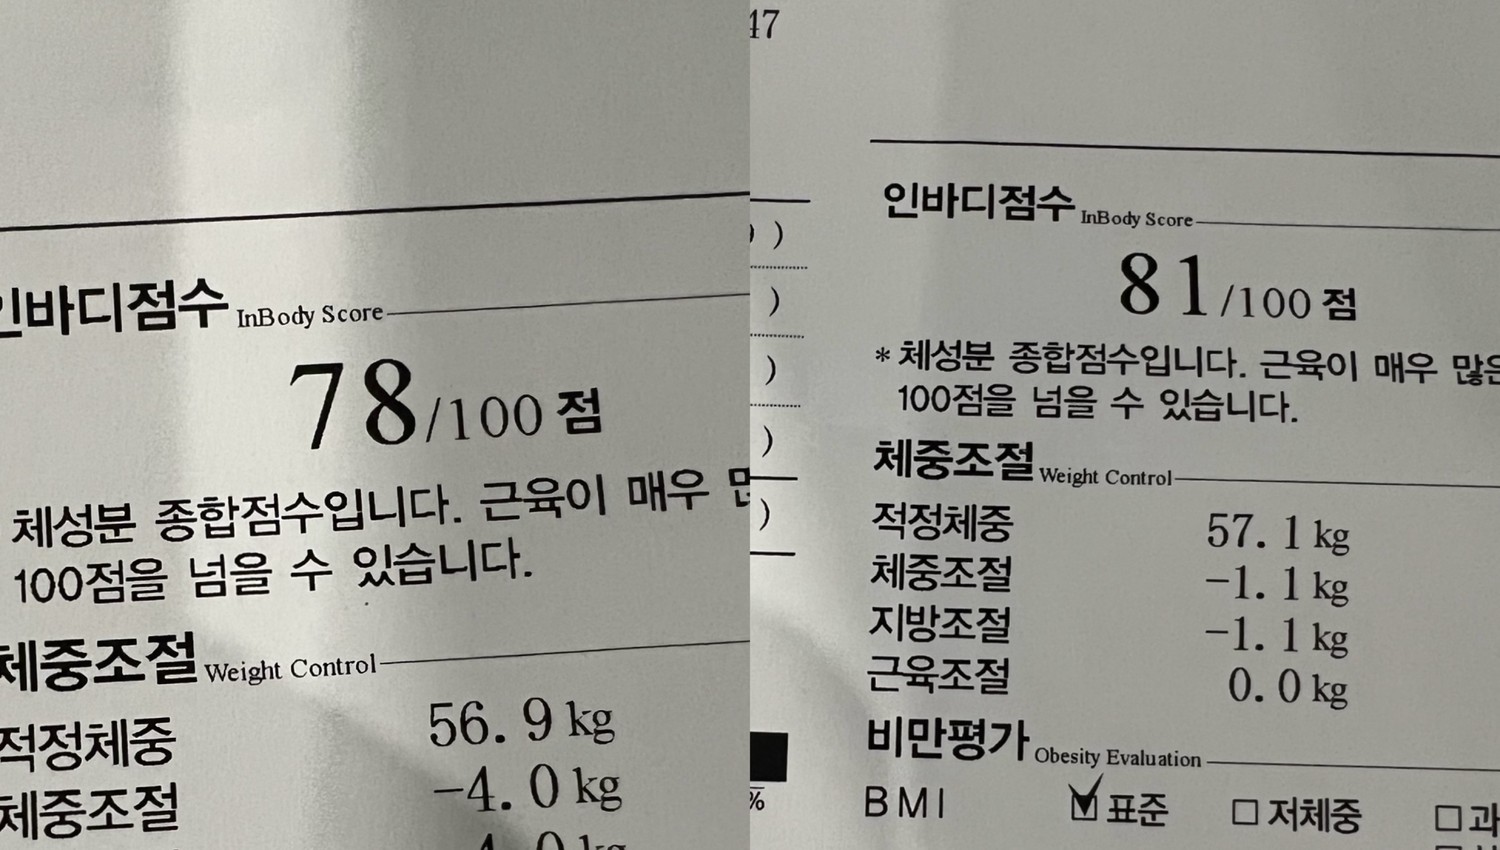 인바디점수 InBody Score
78/100 점
체성분 종합점수입니다. 근육이 매우
100점을 넘을 수 있습니다.
체중조절 Weight Control
적정체중 56.9 kg
체중조절 -4.0 kg
47
)
)
)
)
)
%
인바디점수 InBody Score
81/100 점
* 체성분 종합점수입니다. 근육이 매우 많은
100점을 넘을 수 있습니다.
체중조절 Weight Control
적정체중 57.1 kg
체중조절 -1.1 kg
지방조절 -1.1 kg
근육조절 0.0 kg
비만평가 Obesity Evaluation
BMI ☑ 표준 ☐ 저체중 ☐ 과